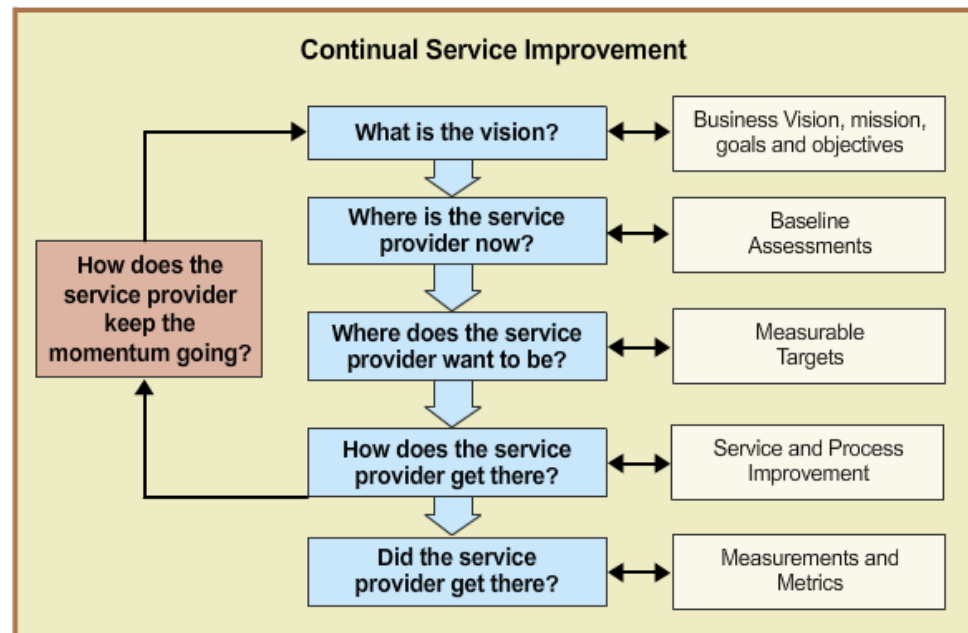 Continual Service Improvement
What is the vision?
Business Vision, mission,
goals and objectives
Where is the service
provider now?
Baseline
Assessments
How does the
service provider
keep the
momentum going?
Where does the service
provider want to be?
Measurable
Targets
How does the service
provider get there?
Service and Process
Improvement
Did the service
provider get there?
Measurements and
Metrics